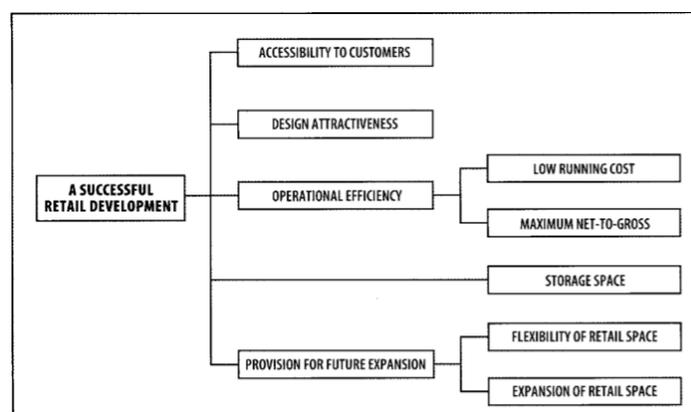 ACCESSIBILITY TO CUSTOMERS
DESIGN ATTRACTIVENESS
A SUCCESSFUL
RETAIL DEVELOPMENT
OPERATIONAL EFFICIENCY
LOW RUNNING COST
MAXIMUM NET-TO-GROSS
STORAGE SPACE
PROVISION FOR FUTURE EXPANSION
FLEXIBILITY OF RETAIL SPACE
EXPANSION OF RETAIL SPACE